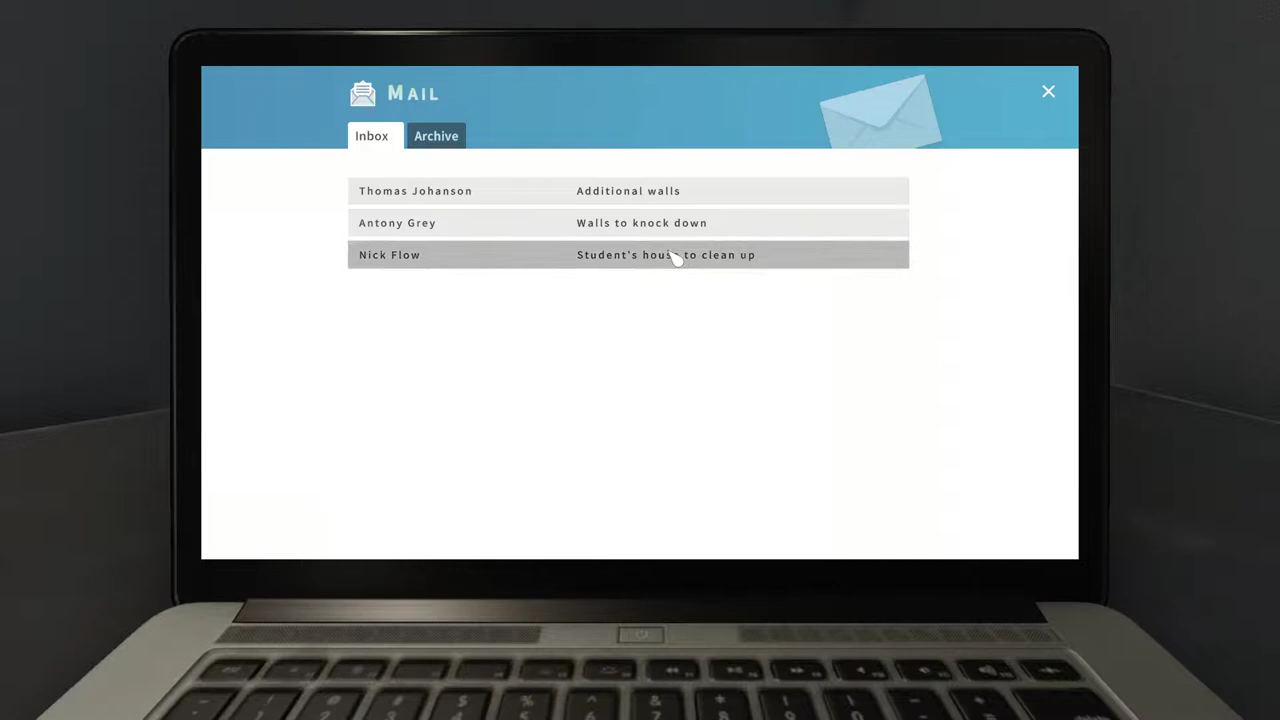 MAIL
Inbox Archive
Thomas Johanson Additional walls
Antony Grey Walls to knock down
Nick Flow Student's house to clean up